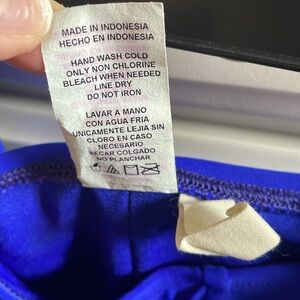 MADE IN INDONESIA
HECHO EN INDONESIA
HAND WASH COLD
ONLY NON CHLORINE
BLEACH WHEN NEEDED
LINE DRY
DO NOT IRON
LAVAR A MANO
CON AGUA FRIA
UNICAMENTE LEJIA SIN
CLORO EN CASO
NECESARIO
SECAR COLGADO
NO PLANCHAR